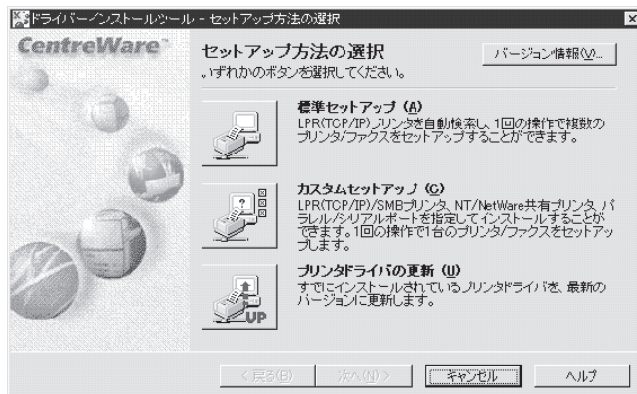 ドライバーインストールツール - セットアップ方法の選択
CentreWare™
セットアップ方法の選択
いずれかのボタンを選択してください。
バージョン情報(V)...
標準セットアップ (A)
LPR(TCP/IP)プリンタを自動検索し、1回の操作で複数の
プリンタ/ファクスをセットアップすることができます。
カスタムセットアップ (C)
LPR(TCP/IP)/SMBプリンタ、NT/NetWare共有プリンタ、パ
ラレル/シリアルポートを指定してインストールすることが
できます。1回の操作で1台のプリンタ/ファクスをセットアッ
プします。
プリンタドライバの更新 (U)
すでにインストールされているプリンタドライバを、最新の
バージョンに更新します。
UP
< 戻る(B)
次へ(N) >
キャンセル
ヘルプ